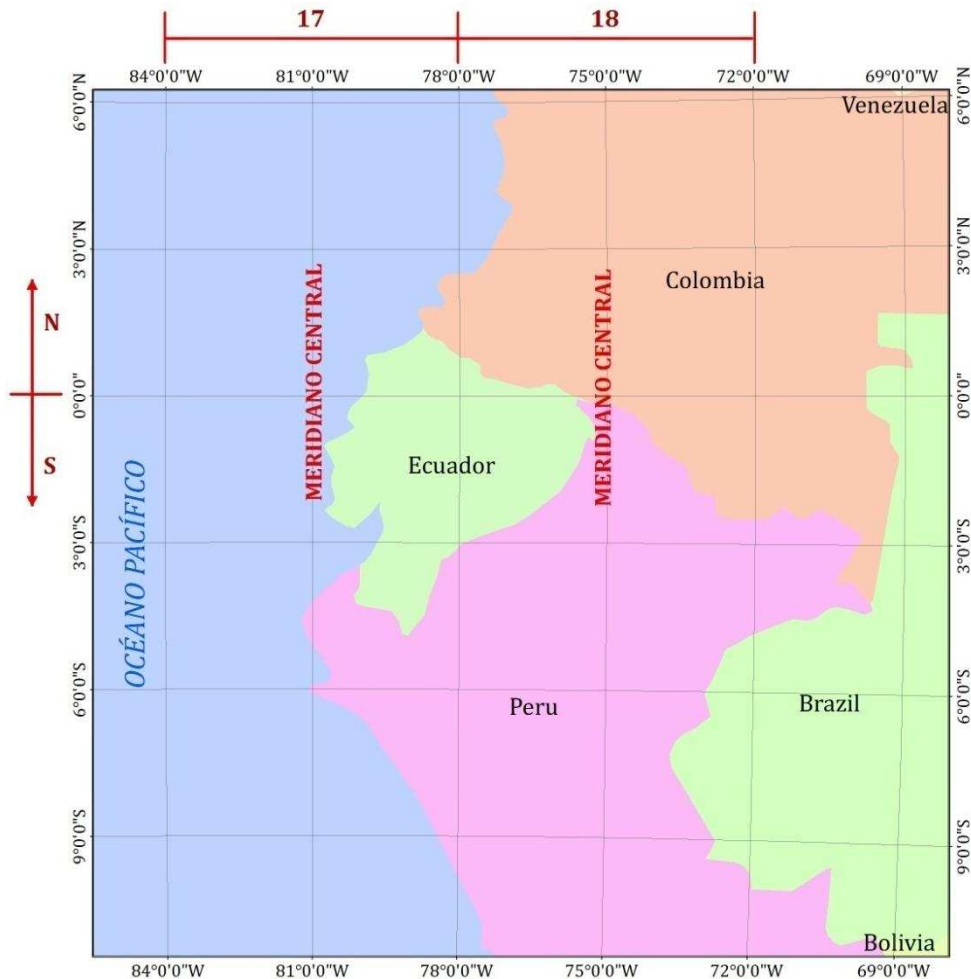 17 18
84°0'0"W 81°0'0"W 78°0'0"W 75°0'0"W 72°0'0"W 69°0'0"W
6°0'0"N 6°0'0"N
Venezuela
3°0'0"N 3°0'0"N
Colombia
MERIDIANO CENTRAL MERIDIANO CENTRAL
N
0°0'0" 0°0'0"
S
Ecuador
OCÉANO PACÍFICO
3°0'0"S 3°0'0"S
6°0'0"S 6°0'0"S
Peru Brazil
9°0'0"S 9°0'0"S
Bolivia
84°0'0"W 81°0'0"W 78°0'0"W 75°0'0"W 72°0'0"W 69°0'0"W